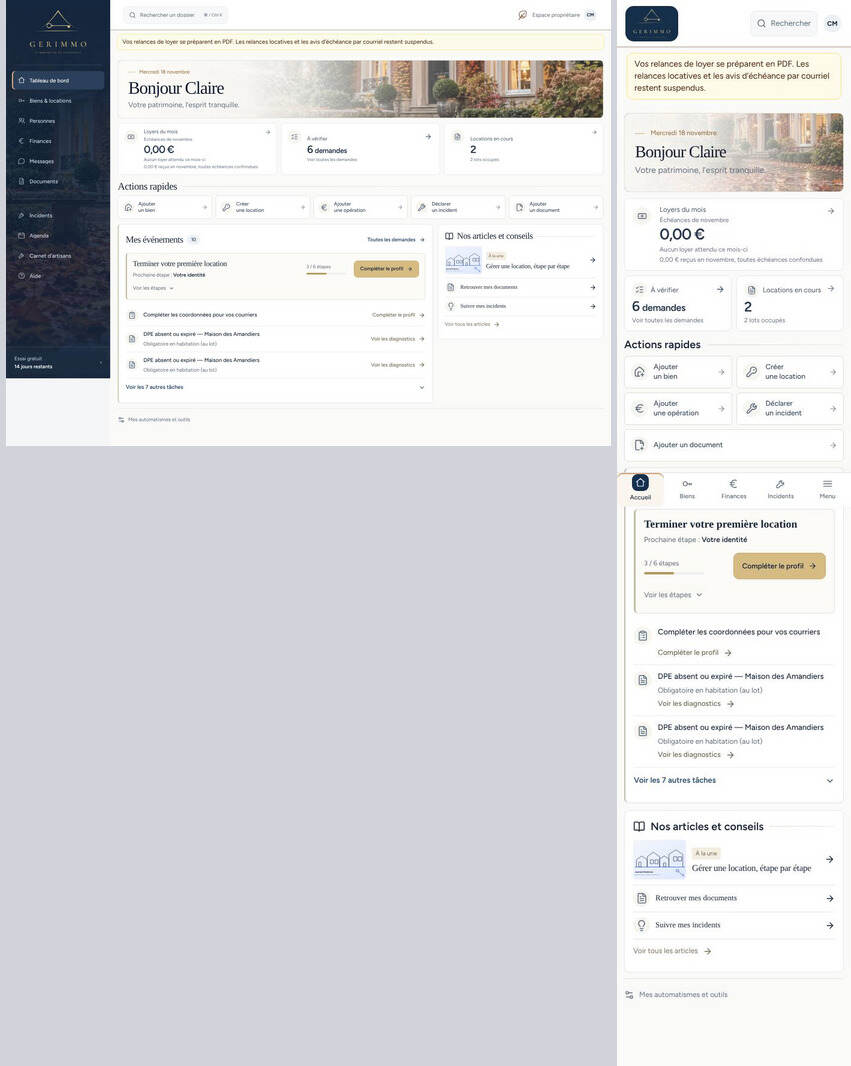 GERIMMO
Tableau de bord
Biens & locations
Personnes
Finances
Messages
Documents
Incidents
Agenda
Carnet d'artisans
Aide
Essai gratuit
14 jours restants
Rechercher un dossier
⌘ / Ctrl K
Espace propriétaire
CM
Vos relances de loyer se préparent en PDF. Les relances locatives et les avis d'échéance par courriel restent suspendus.
Mercredi 18 novembre
Bonjour Claire
Votre patrimoine, l'esprit tranquille.
Loyers du mois
Échéances de novembre
0,00 €
Aucun loyer attendu ce mois-ci
0,00 € reçus en novembre, toutes échéances confondues
À vérifier
6 demandes
Voir toutes les demandes
Locations en cours
2
2 lots occupés
Actions rapides
Ajouter
un bien
Créer
une location
Ajouter
une opération
Déclarer
un incident
Ajouter
un document
Mes événements 10
Toutes les demandes
Terminer votre première location
Prochaine étape : Votre identité
Voir les étapes
3 / 6 étapes
Compléter le profil
Compléter les coordonnées pour vos courriers
Compléter le profil
DPE absent ou expiré — Maison des Amandiers
Obligatoire en habitation (au lot)
Voir les diagnostics
DPE absent ou expiré — Maison des Amandiers
Obligatoire en habitation (au lot)
Voir les diagnostics
Voir les 7 autres tâches
Nos articles et conseils
À la une
Gérer une location, étape par étape
Retrouver mes documents
Suivre mes incidents
Voir tous les articles
Mes automatismes et outils
GERIMMO
Rechercher
CM
Vos relances de loyer se préparent en PDF. Les
relances locatives et les avis d'échéance par courriel
restent suspendus.
Mercredi 18 novembre
Bonjour Claire
Votre patrimoine, l'esprit tranquille.
Loyers du mois
Échéances de novembre
0,00 €
Aucun loyer attendu ce mois-ci
0,00 € reçus en novembre, toutes échéances confondues
À vérifier
6 demandes
Voir toutes les demandes
Locations en cours
2
2 lots occupés
Actions rapides
Ajouter
un bien
Créer
une location
Ajouter
une opération
Déclarer
un incident
Ajouter un document
Accueil
Biens
Finances
Incidents
Menu
Terminer votre première location
Prochaine étape : Votre identité
3 / 6 étapes
Compléter le profil
Voir les étapes
Compléter les coordonnées pour vos courriers
Compléter le profil
DPE absent ou expiré — Maison des Amandiers
Obligatoire en habitation (au lot)
Voir les diagnostics
DPE absent ou expiré — Maison des Amandiers
Obligatoire en habitation (au lot)
Voir les diagnostics
Voir les 7 autres tâches
Nos articles et conseils
À la une
Gérer une location, étape par étape
Retrouver mes documents
Suivre mes incidents
Voir tous les articles
Mes automatismes et outils